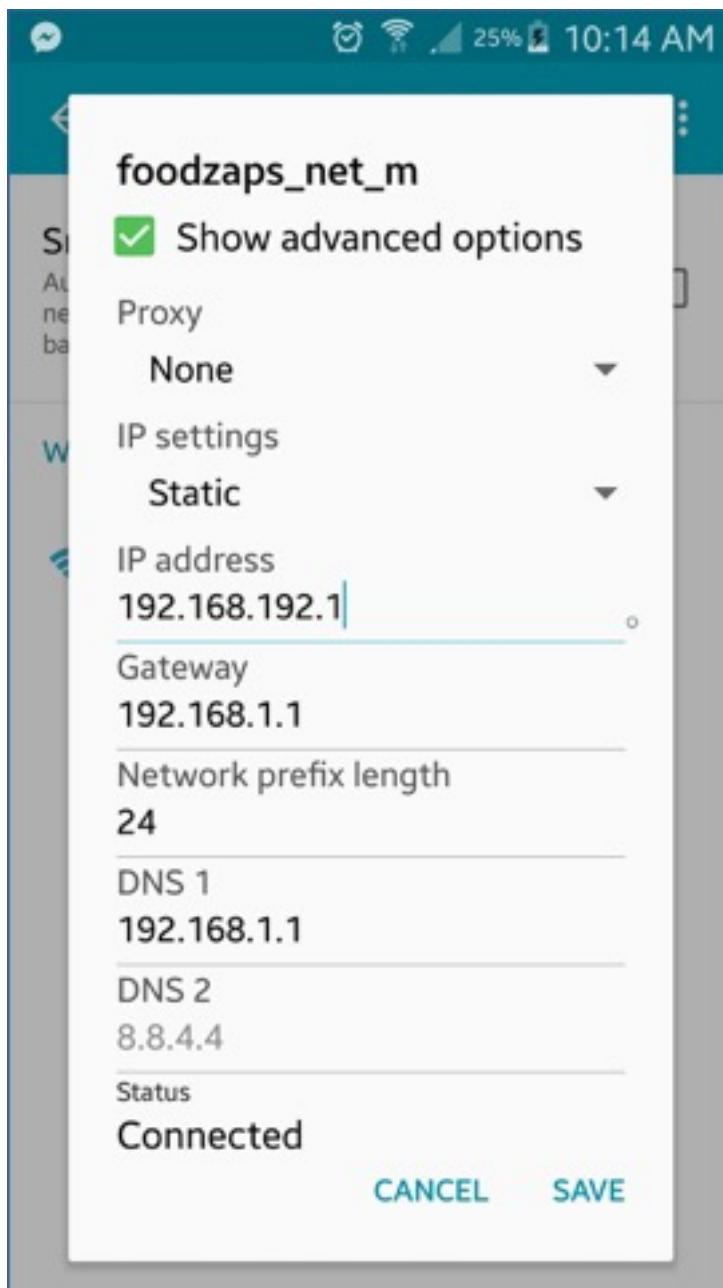 25% 10:14 AM
foodzaps_net_m
Show advanced options
Proxy
None
IP settings
Static
IP address
192.168.192.1
Gateway
192.168.1.1
Network prefix length
24
DNS 1
192.168.1.1
DNS 2
8.8.4.4
Status
Connected
CANCEL SAVE